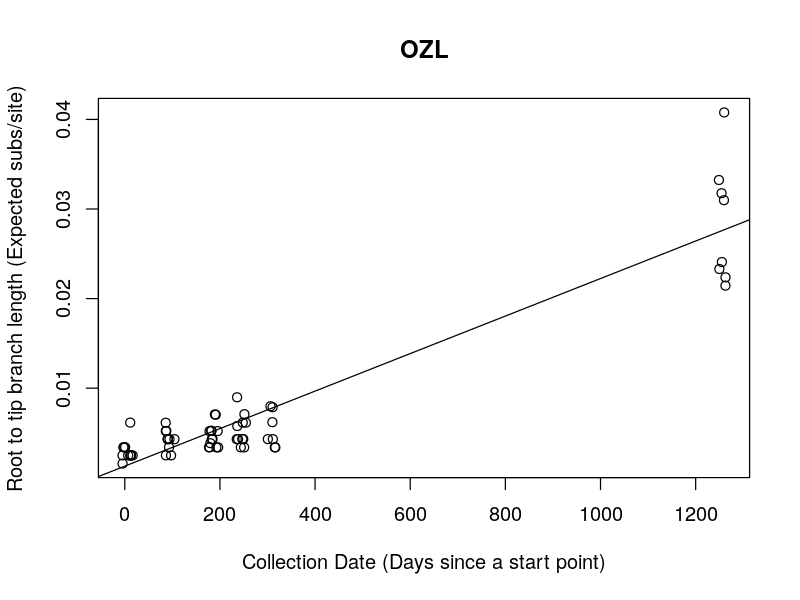 OZL
Root to tip branch length (Expected subs/site)
0.04
0.03
0.02
0.01
0 200 400 600 800 1000 1200
Collection Date (Days since a start point)